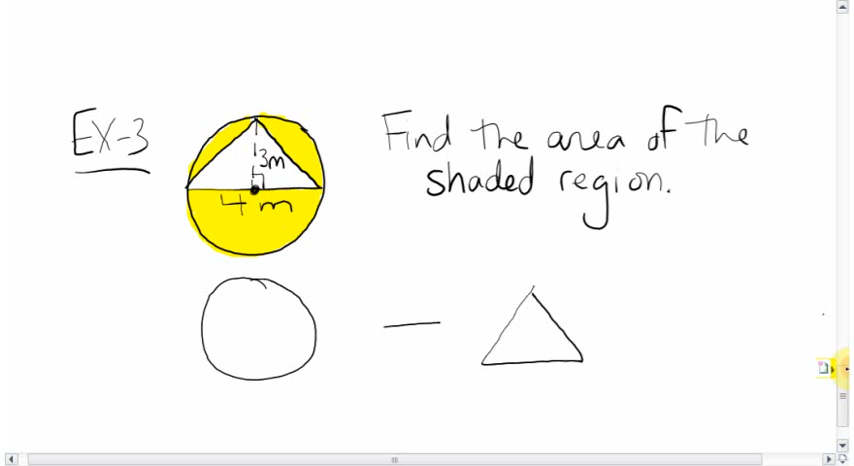 EX-3
Find the area of the
shaded region.
3m
4 m